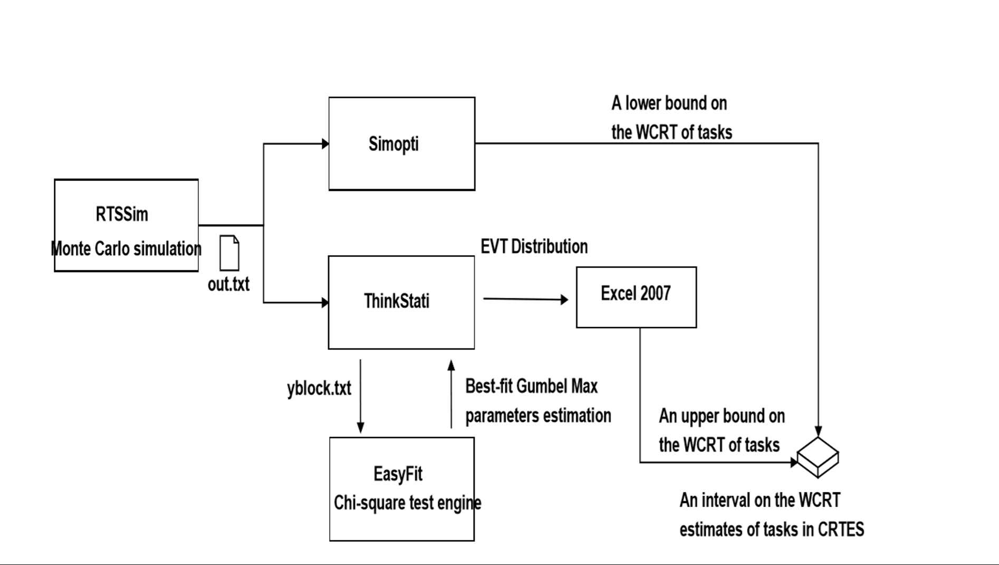 A lower bound on
the WCRT of tasks
Simopti
RTSSim
Monte Carlo simulation
out.txt
EVT Distribution
ThinkStati
Excel 2007
yblock.txt
Best-fit Gumbel Max
parameters estimation
An upper bound on
the WCRT of tasks
EasyFit
Chi-square test engine
An interval on the WCRT
estimates of tasks in CRTES